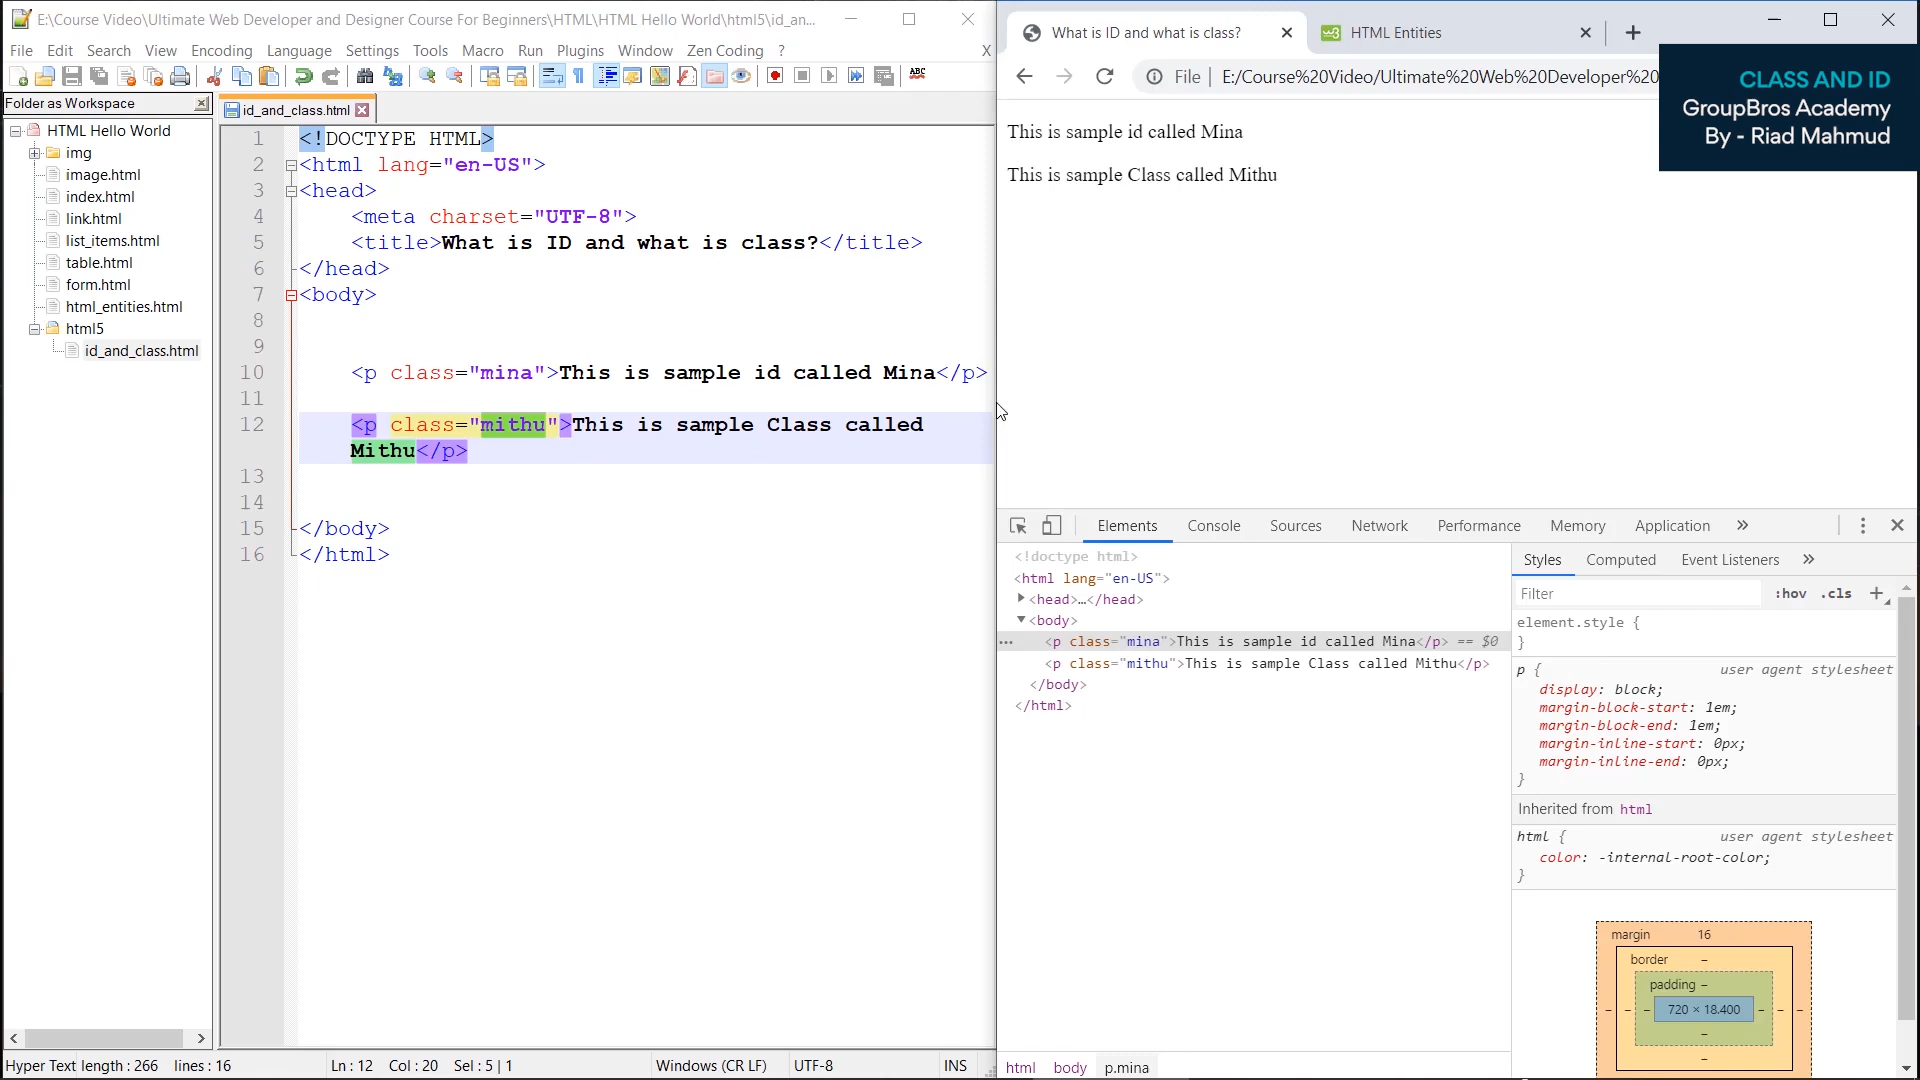 E:\Course Video\Ultimate Web Developer and Designer Course For Beginners\HTML\HTML Hello World\html5\id_an...
File Edit Search View Encoding Language Settings Tools Macro Run Plugins Window Zen Coding ? X
ABC
Folder as Workspace
HTML Hello World
img
image.html
index.html
link.html
list_items.html
table.html
form.html
html_entities.html
html5
id_and_class.html
id_and_class.html
1 <!DOCTYPE HTML>
2 <html lang="en-US">
3 <head>
4 <meta charset="UTF-8">
5 <title>What is ID and what is class?</title>
6 </head>
7 <body>
8
9
10 <p class="mina">This is sample id called Mina</p>
11
12 <p class="mithu">This is sample Class called
Mithu</p>
13
14
15 </body>
16 </html>
Hyper Text length : 266 lines : 16 Ln : 12 Col : 20 Sel : 5 | 1 Windows (CR LF) UTF-8 INS
What is ID and what is class?
HTML Entities
File | E:/Course%20Video/Ultimate%20Web%20Developer%20
CLASS AND ID
GroupBros Academy
By - Riad Mahmud
This is sample id called Mina
This is sample Class called Mithu
Elements Console Sources Network Performance Memory Application »
<!doctype html>
<html lang="en-US">
<head>…</head>
<body>
<p class="mina">This is sample id called Mina</p> == $0
<p class="mithu">This is sample Class called Mithu</p>
</body>
</html>
html body p.mina
Styles Computed Event Listeners »
Filter :hov .cls +
element.style {
}
p { user agent stylesheet
display: block;
margin-block-start: 1em;
margin-block-end: 1em;
margin-inline-start: 0px;
margin-inline-end: 0px;
}
Inherited from html
html { user agent stylesheet
color: -internal-root-color;
}
margin 16
border –
padding –
– – – 720 × 18.400 – – –
–
–